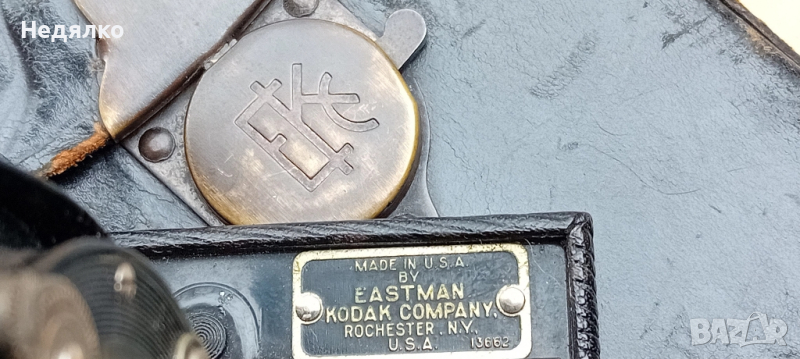 Недялко
EK
MADE IN U.S.A.
BY
EASTMAN
KODAK COMPANY,
ROCHESTER, N.Y.,
U.S.A. 13662
BAZAR